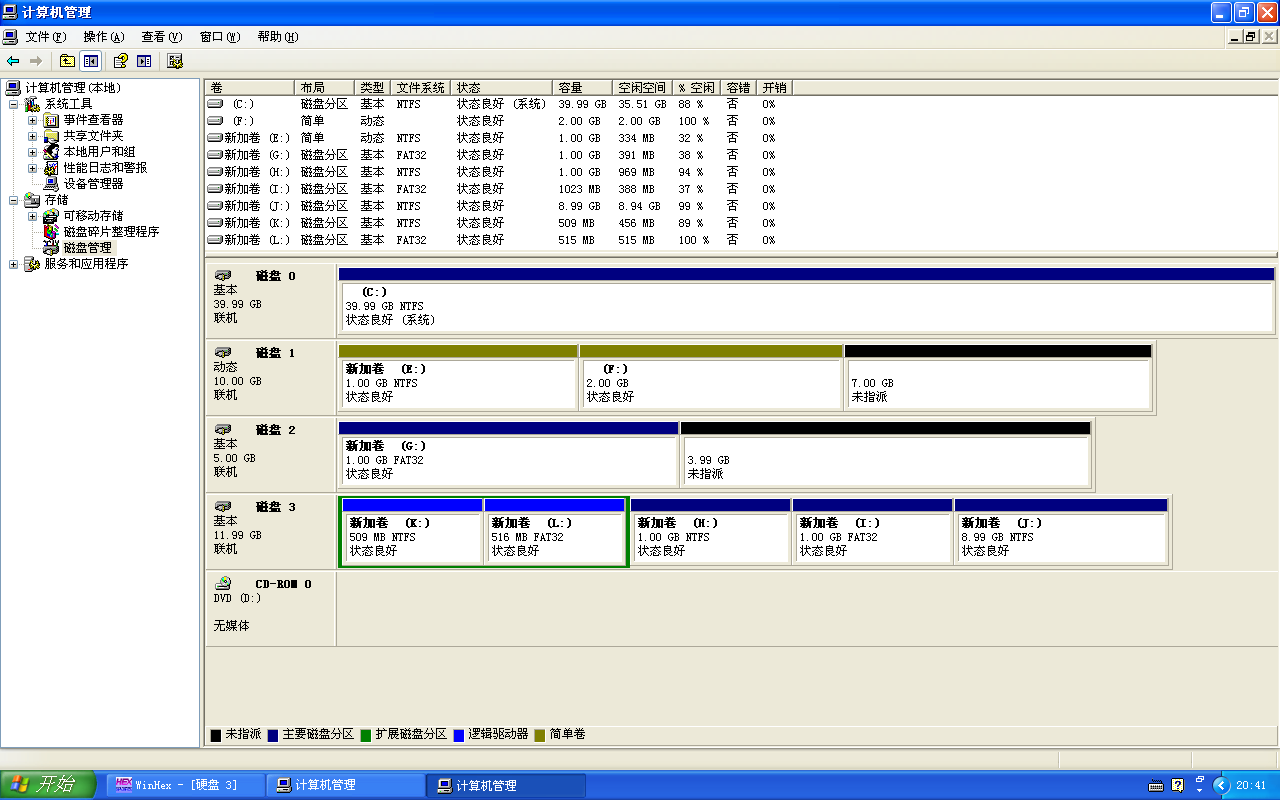 计算机管理
文件(F) 操作(A) 查看(V) 窗口(W) 帮助(H)
计算机管理(本地)
系统工具
事件查看器
共享文件夹
本地用户和组
性能日志和警报
设备管理器
存储
可移动存储
磁盘碎片整理程序
磁盘管理
服务和应用程序
卷 布局 类型 文件系统 状态 容量 空闲空间 % 空闲 容错 开销
(C:) 磁盘分区 基本 NTFS 状态良好 (系统) 39.99 GB 35.51 GB 88 % 否 0%
(F:) 简单 动态 状态良好 2.00 GB 2.00 GB 100 % 否 0%
新加卷 (E:) 简单 动态 NTFS 状态良好 1.00 GB 334 MB 32 % 否 0%
新加卷 (G:) 磁盘分区 基本 FAT32 状态良好 1.00 GB 391 MB 38 % 否 0%
新加卷 (H:) 磁盘分区 基本 NTFS 状态良好 1.00 GB 969 MB 94 % 否 0%
新加卷 (I:) 磁盘分区 基本 FAT32 状态良好 1023 MB 388 MB 37 % 否 0%
新加卷 (J:) 磁盘分区 基本 NTFS 状态良好 8.99 GB 8.94 GB 99 % 否 0%
新加卷 (K:) 磁盘分区 基本 NTFS 状态良好 509 MB 456 MB 89 % 否 0%
新加卷 (L:) 磁盘分区 基本 FAT32 状态良好 515 MB 515 MB 100 % 否 0%
磁盘 0
基本
39.99 GB
联机
(C:)
39.99 GB NTFS
状态良好 (系统)
磁盘 1
动态
10.00 GB
联机
新加卷 (E:)
1.00 GB NTFS
状态良好
(F:)
2.00 GB
状态良好
7.00 GB
未指派
磁盘 2
基本
5.00 GB
联机
新加卷 (G:)
1.00 GB FAT32
状态良好
3.99 GB
未指派
磁盘 3
基本
11.99 GB
联机
新加卷 (K:)
509 MB NTFS
状态良好
新加卷 (L:)
516 MB FAT32
状态良好
新加卷 (H:)
1.00 GB NTFS
状态良好
新加卷 (I:)
1.00 GB FAT32
状态良好
新加卷 (J:)
8.99 GB NTFS
状态良好
CD-ROM 0
DVD (D:)
无媒体
未指派 主要磁盘分区 扩展磁盘分区 逻辑驱动器 简单卷
开始 HEX WinHex - [硬盘 3] 计算机管理 计算机管理 20:41